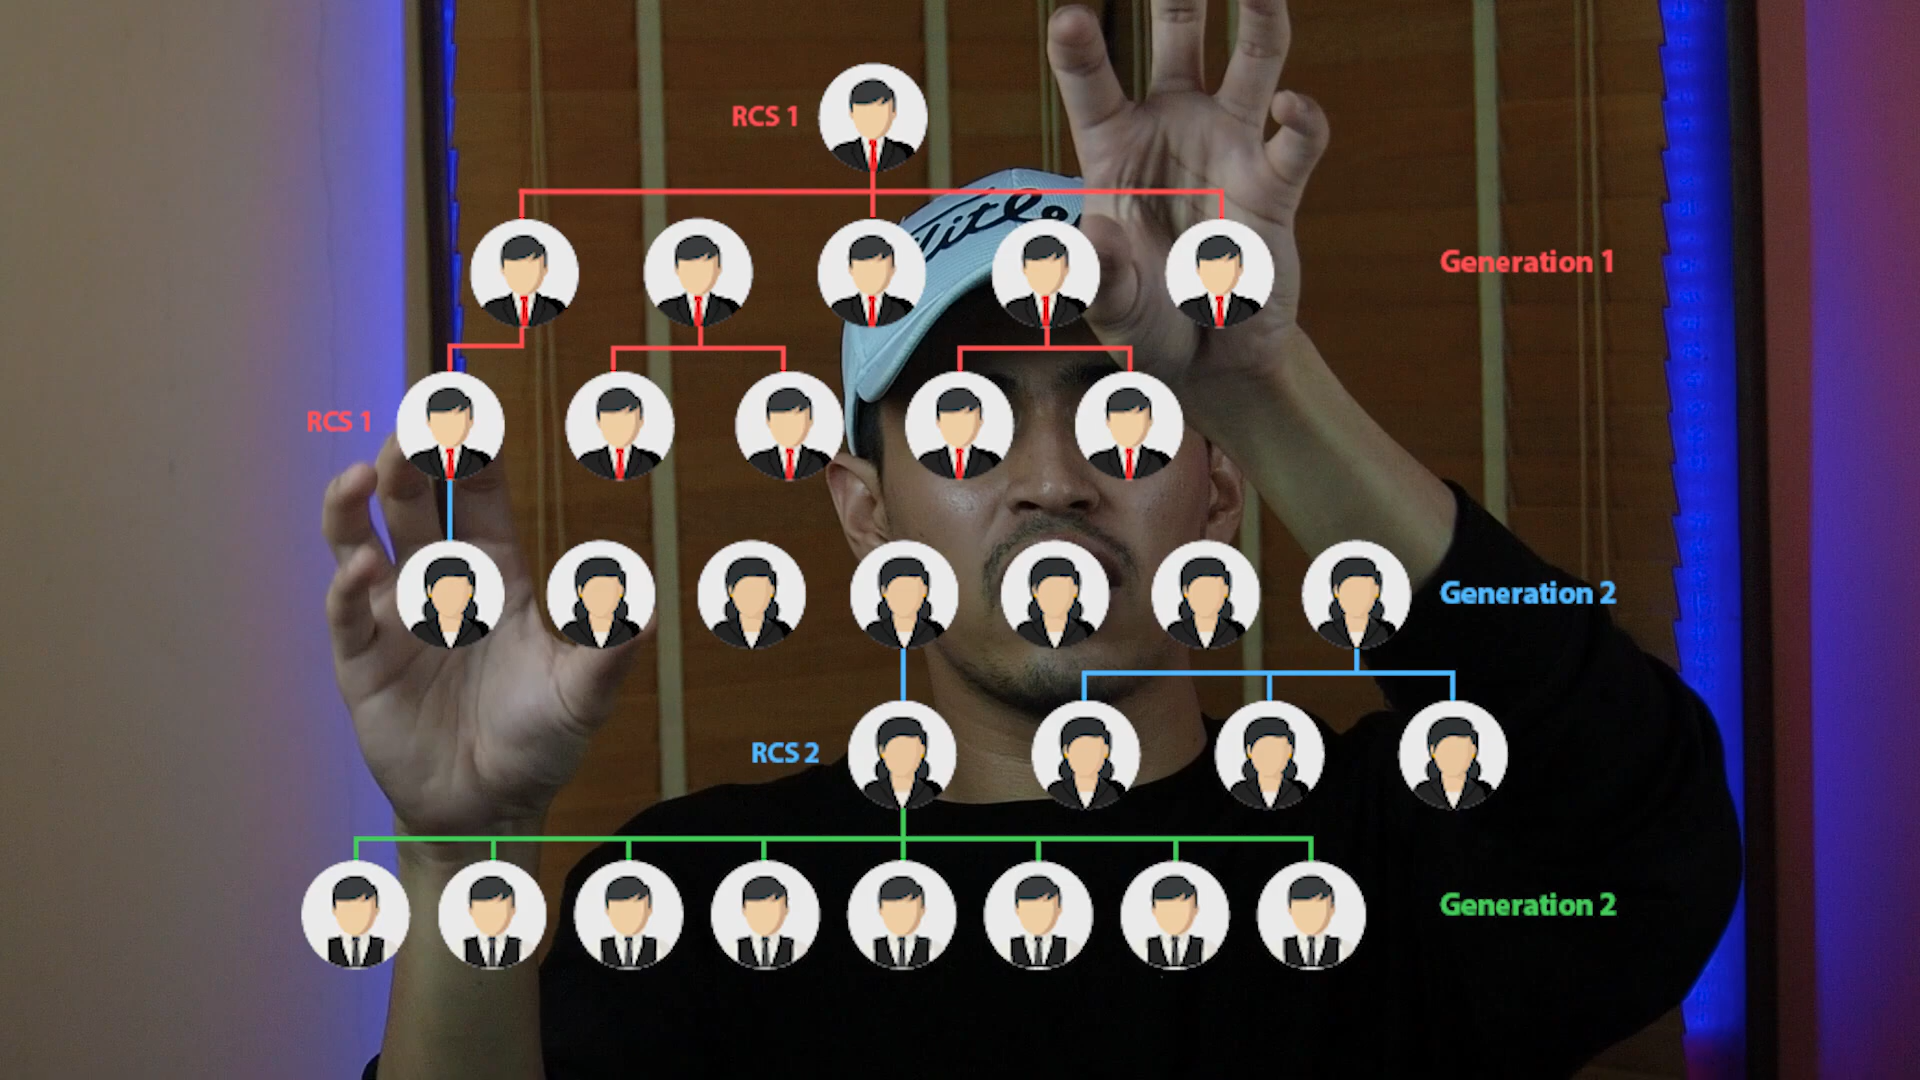 RCS 1
Generation 1
RCS 1
Generation 2
RCS 2
Generation 2